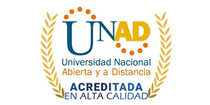 UNAD
Universidad Nacional
Abierta y a Distancia
ACREDITADA
EN ALTA CALIDAD